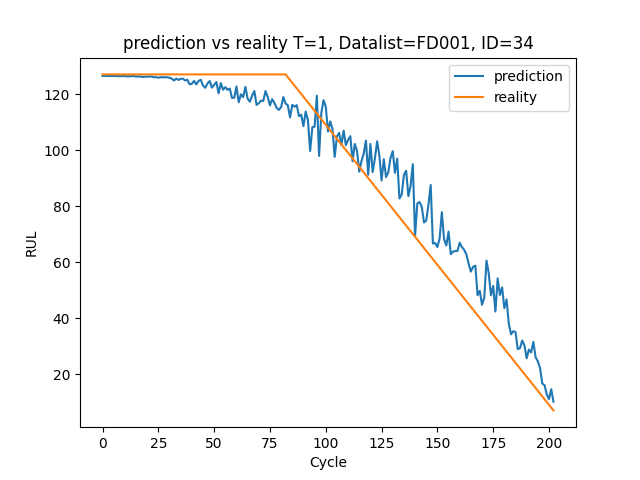 prediction vs reality T=1, Datalist=FD001, ID=34
prediction
reality
RUL
120
100
80
60
40
20
0 25 50 75 100 125 150 175 200
Cycle